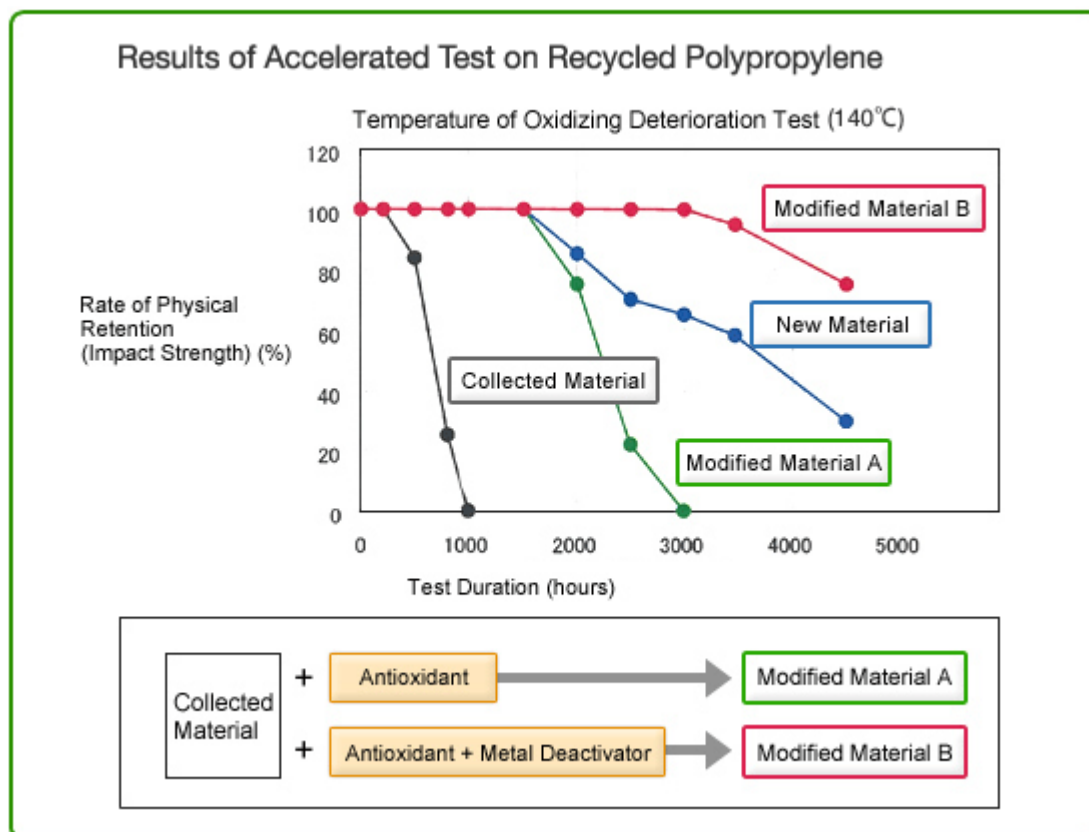 Results of Accelerated Test on Recycled Polypropylene
Temperature of Oxidizing Deterioration Test (140℃)
120
100
80
60
40
20
0
Rate of Physical
Retention
(Impact Strength) (%)
Modified Material B
New Material
Collected Material
Modified Material A
0 1000 2000 3000 4000 5000
Test Duration (hours)
Collected
Material
+ Antioxidant
Modified Material A
+ Antioxidant + Metal Deactivator
Modified Material B